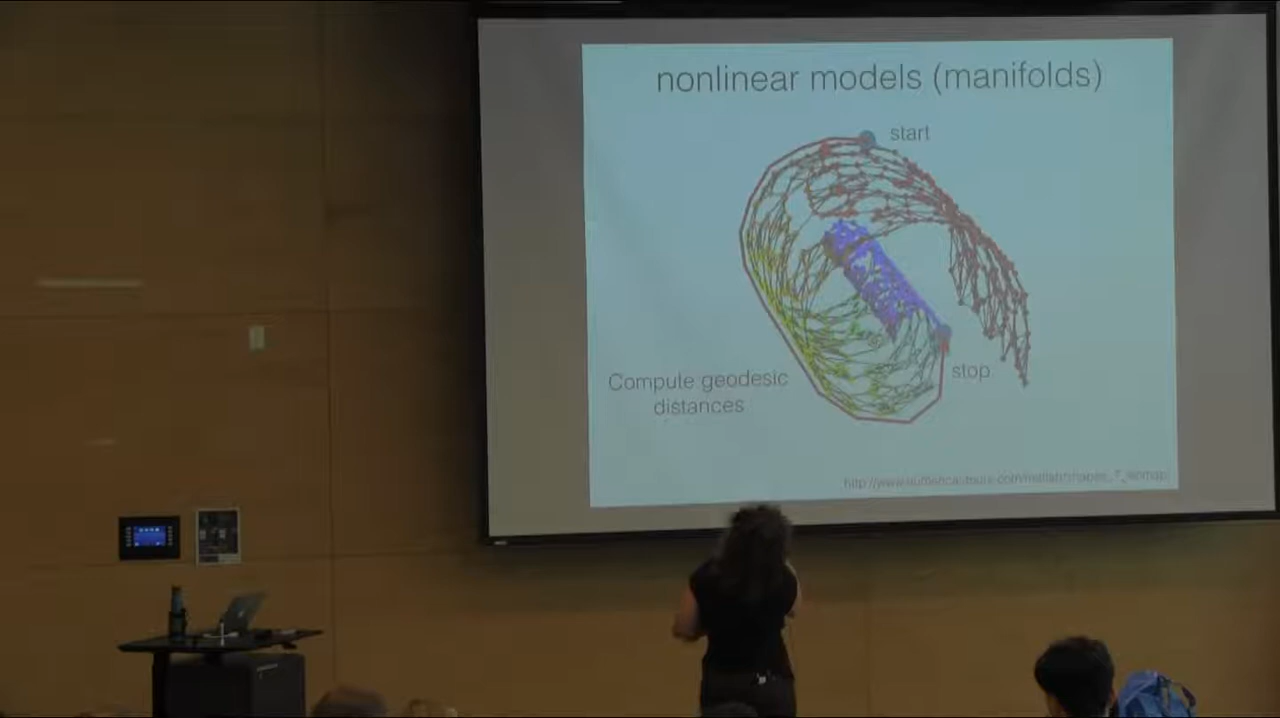 nonlinear models (manifolds)
start
stop
Compute geodesic
distances